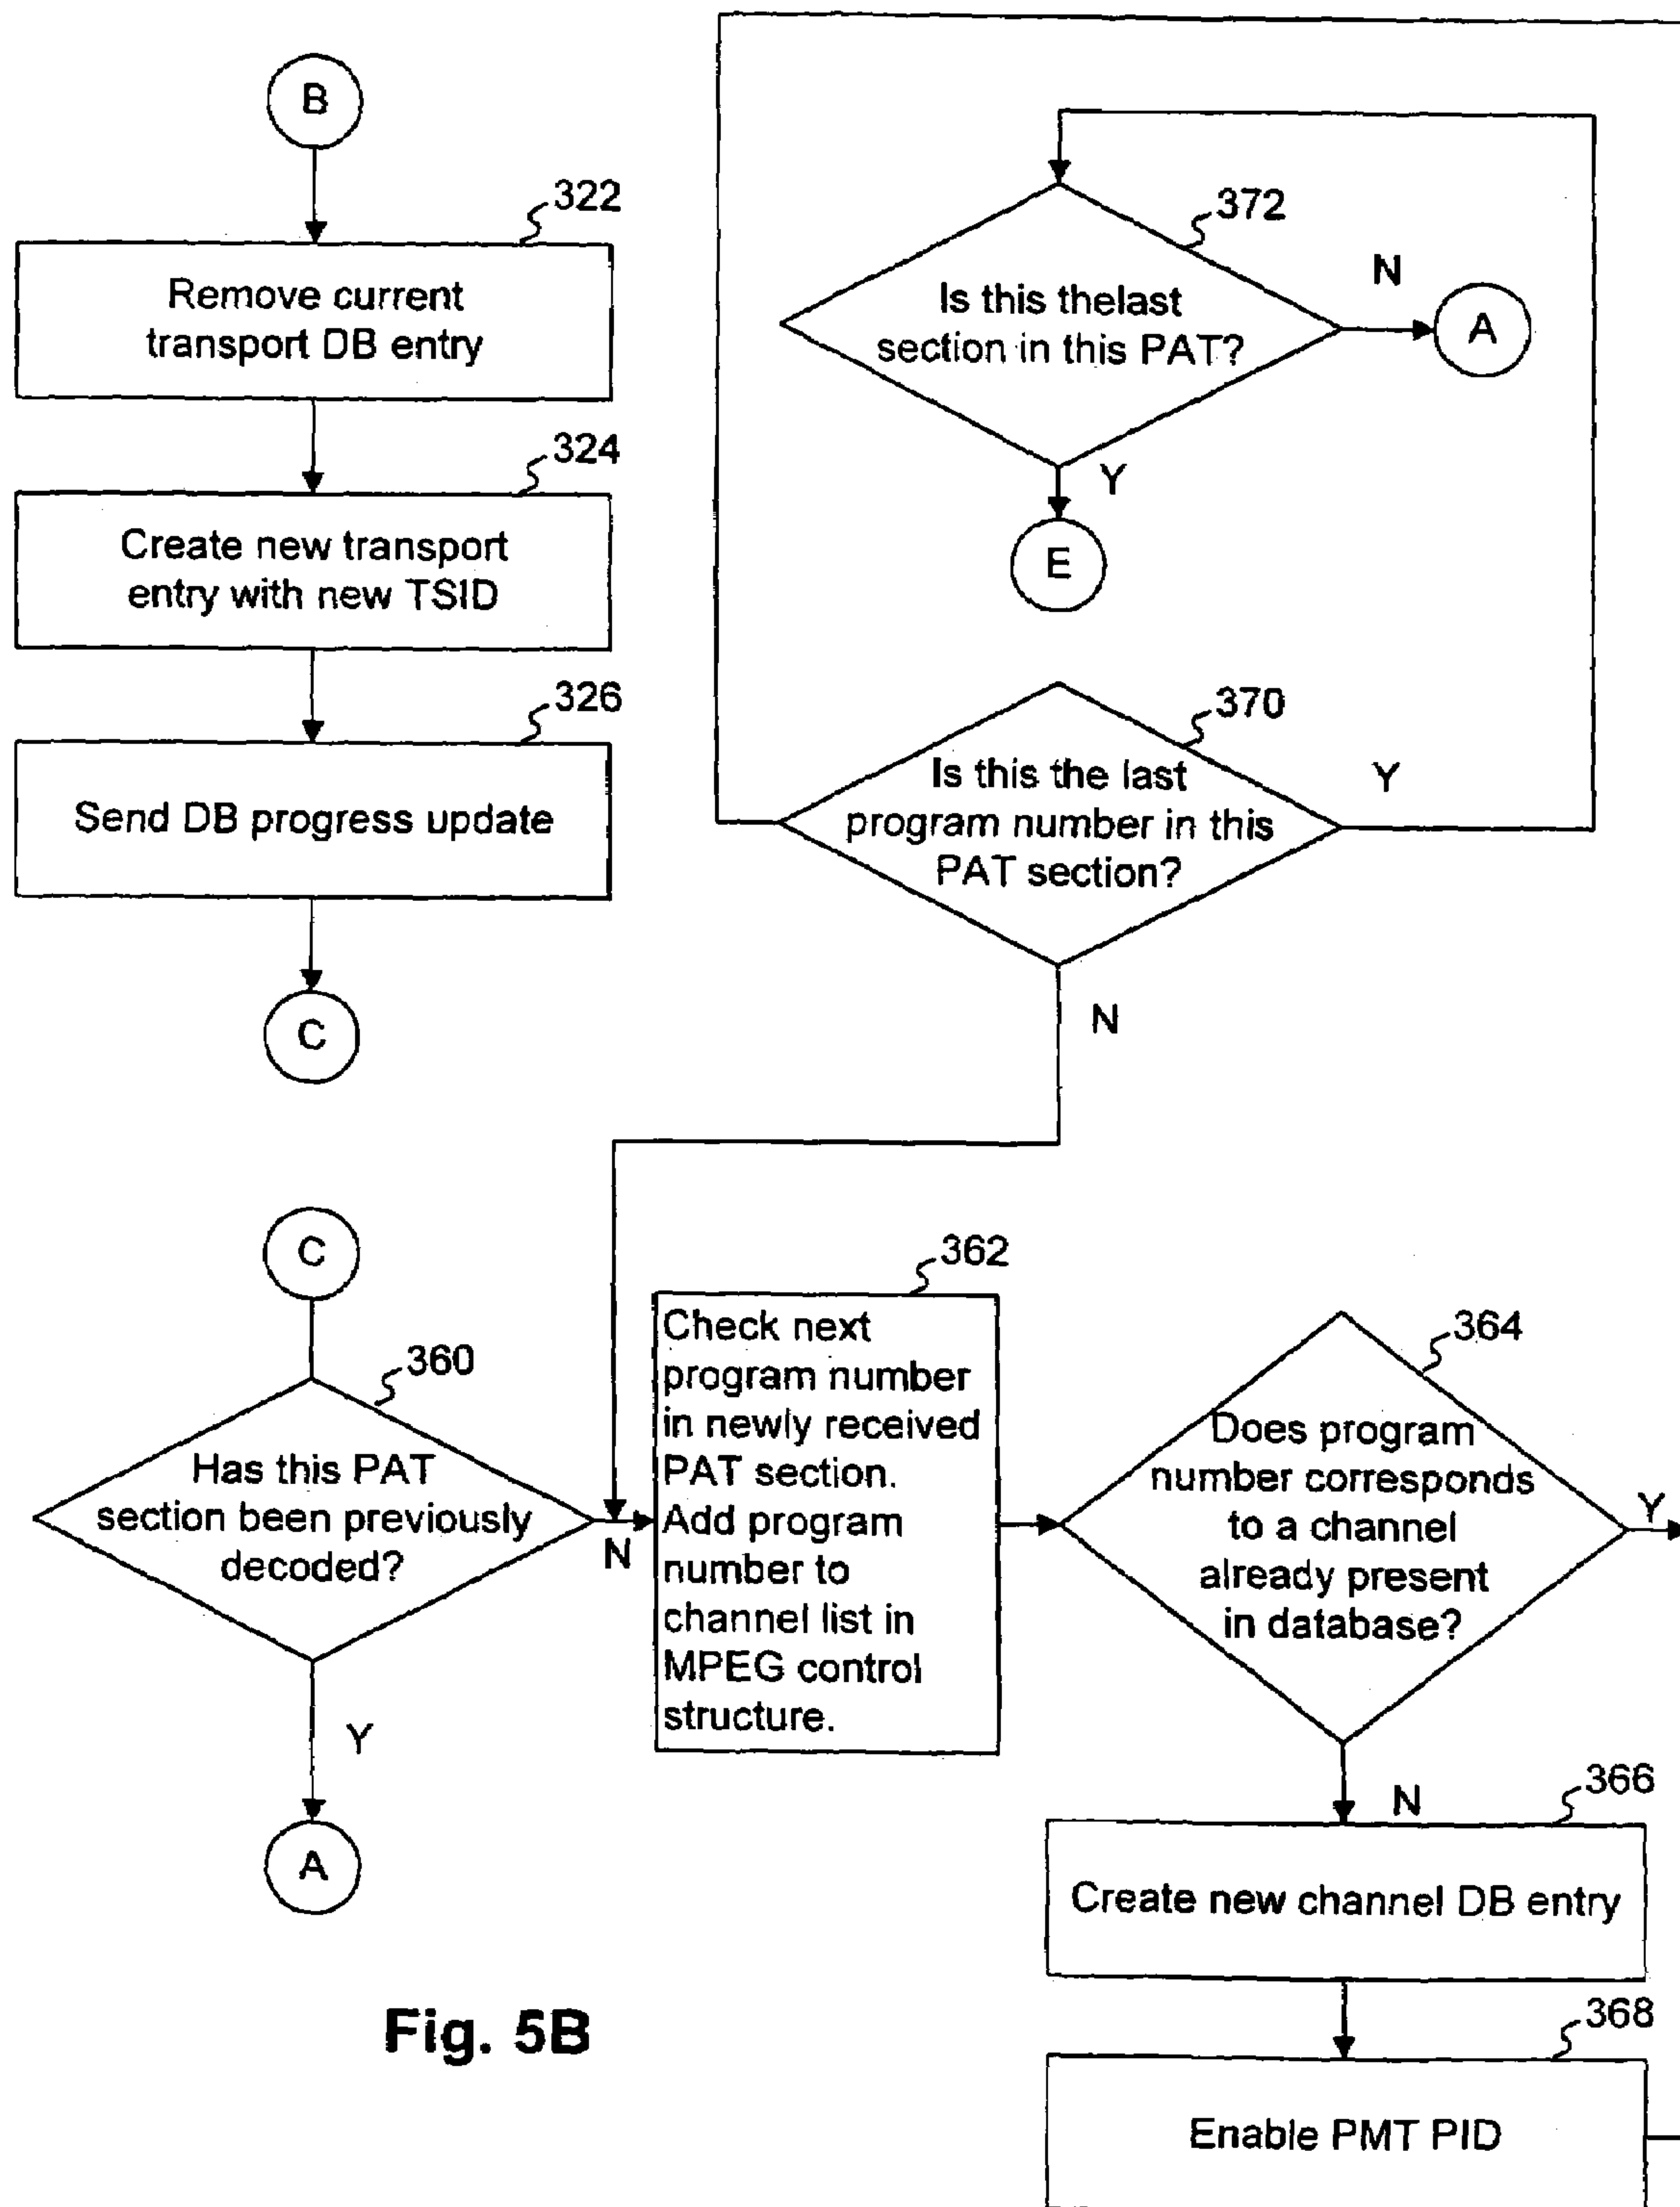 B
322
Remove current
transport DB entry
324
Create new transport
entry with new TSID
326
Send DB progress update
C
372
Is this thelast
section in this PAT?
N
A
Y
E
370
Is this the last
program number in this
PAT section?
Y
N
C
360
Has this PAT
section been previously
decoded?
N
Y
A
362
Check next
program number
in newly received
PAT section.
Add program
number to
channel list in
MPEG control
structure.
364
Does program
number corresponds
to a channel
already present
in database?
Y
N
366
Create new channel DB entry
368
Enable PMT PID
Fig. 5B